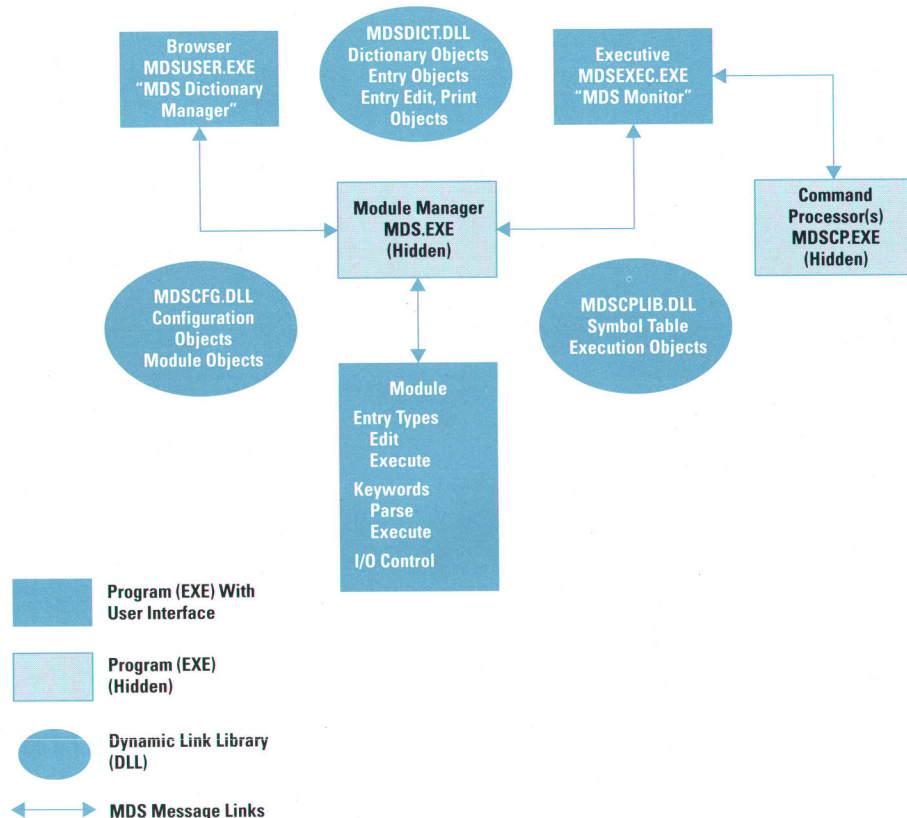 Browser
MDSUSER.EXE
“MDS Dictionary
Manager”
MDSDICT.DLL
Dictionary Objects
Entry Objects
Entry Edit, Print
Objects
Executive
MDSEXEC.EXE
“MDS Monitor”
Module Manager
MDS.EXE
(Hidden)
Command
Processor(s)
MDSCP.EXE
(Hidden)
MDSCFG.DLL
Configuration
Objects
Module Objects
MDSCPLIB.DLL
Symbol Table
Execution Objects
Module
Entry Types
Edit
Execute
Keywords
Parse
Execute
I/O Control
Program (EXE) With
User Interface
Program (EXE)
(Hidden)
Dynamic Link Library
(DLL)
MDS Message Links